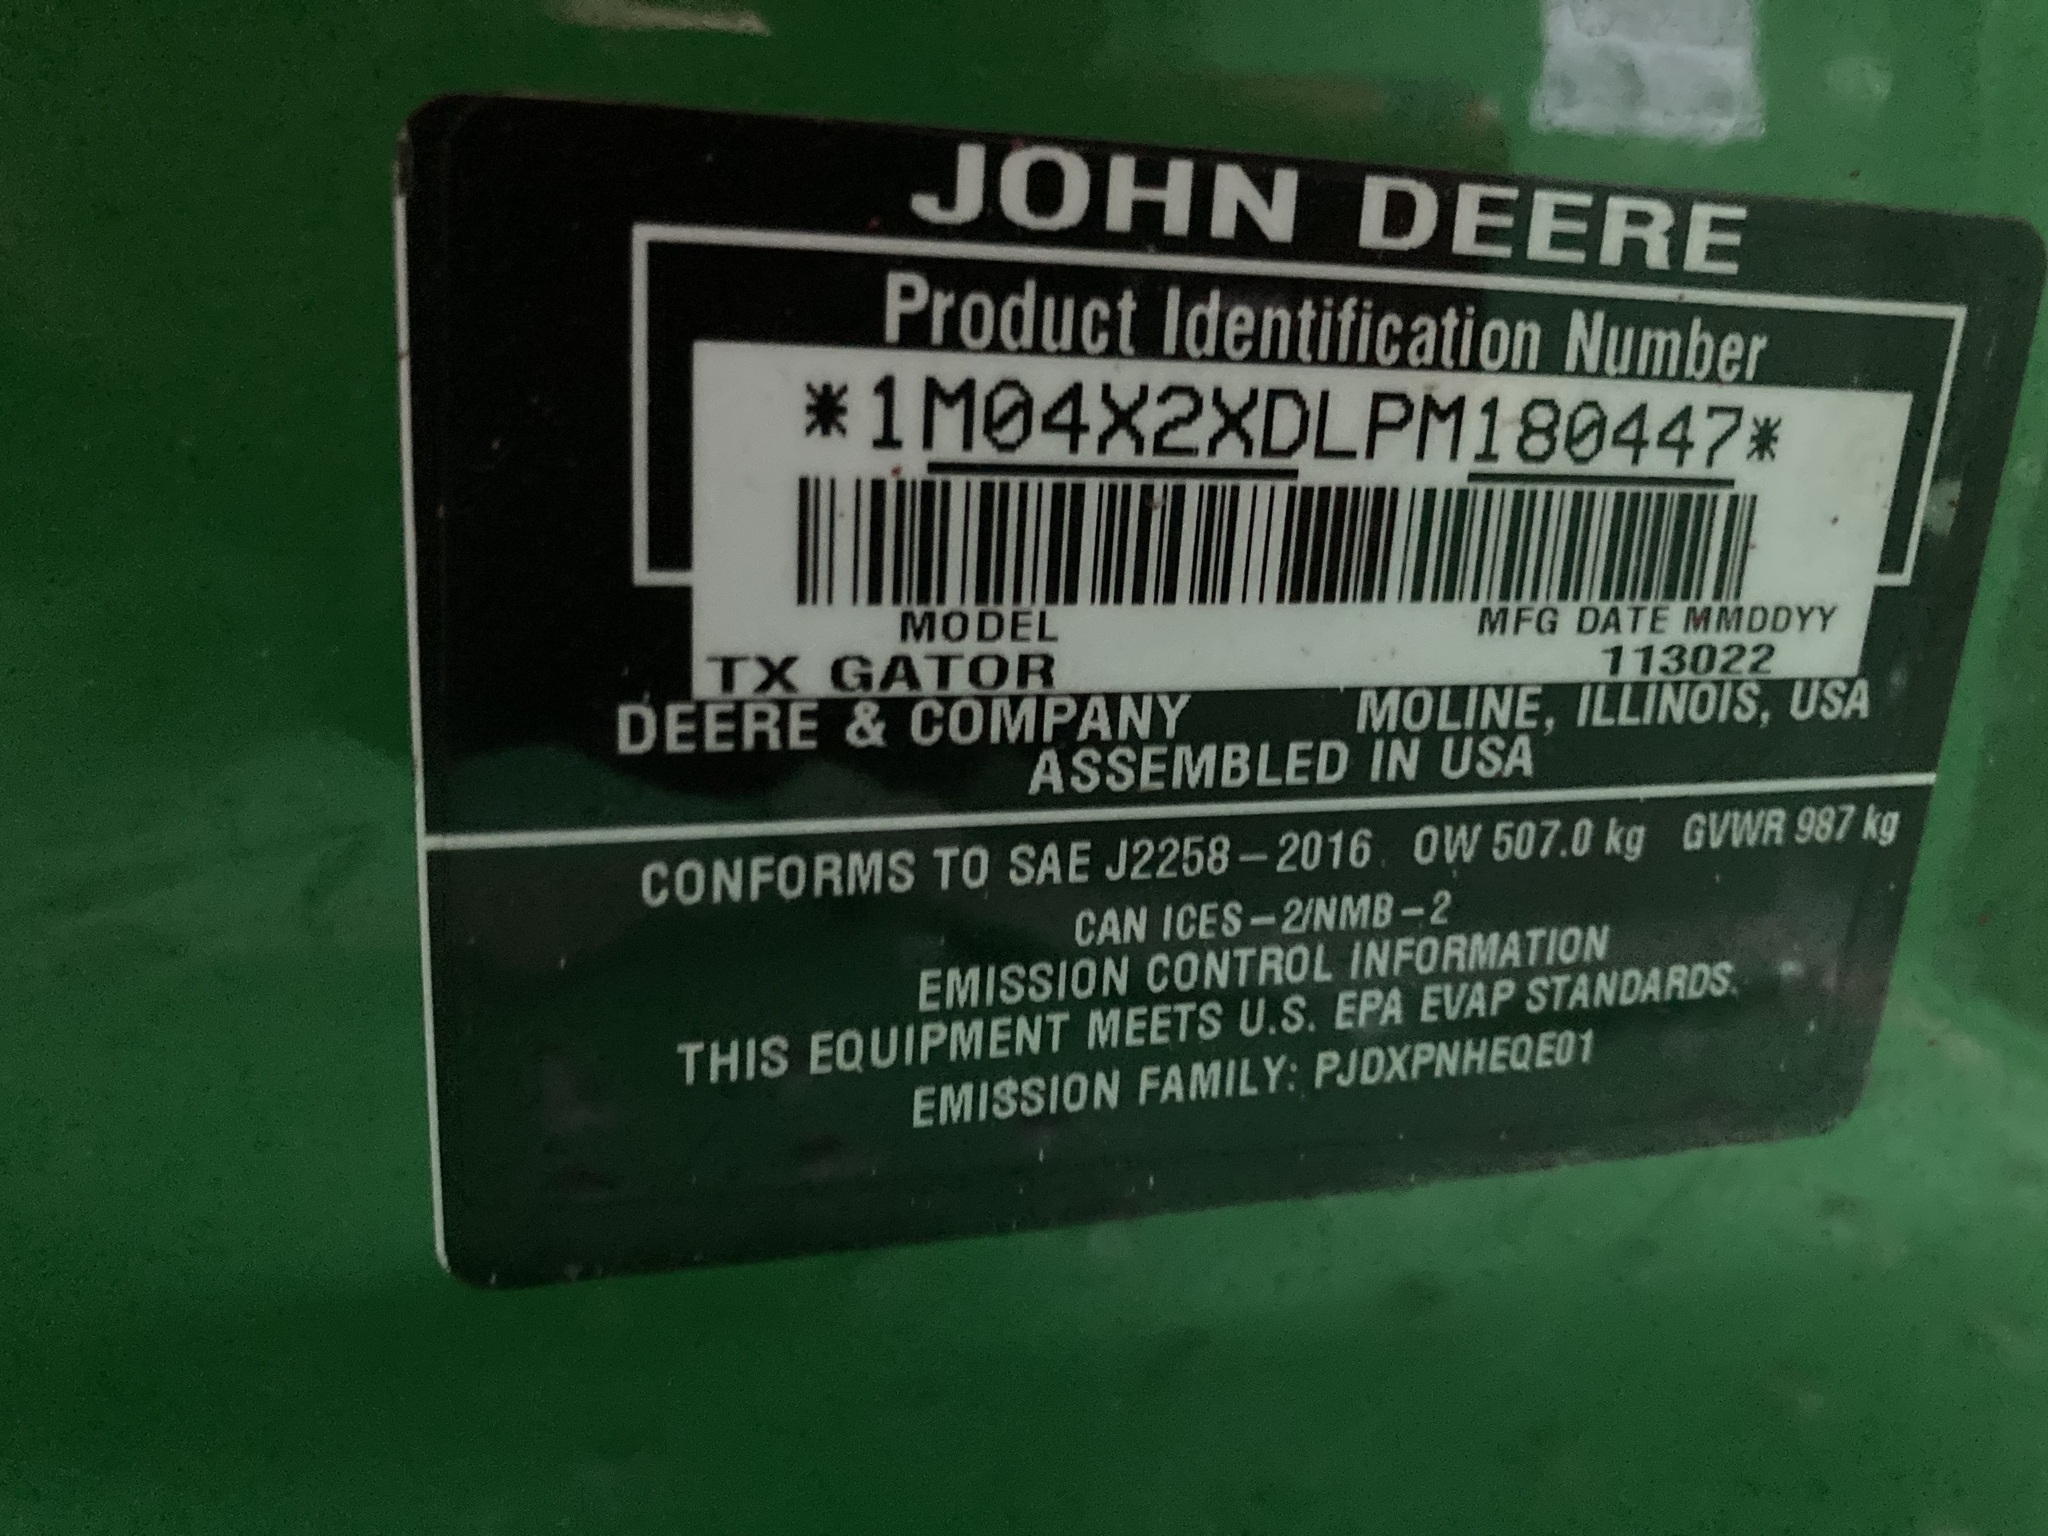 JOHN DEERE
Product Identification Number
*1M04X2XDLPM180447*
MODEL MFG DATE MMDDYY
TX GATOR 113022
DEERE & COMPANY MOLINE, ILLINOIS, USA
ASSEMBLED IN USA
CONFORMS TO SAE J2258-2016 OW 507.0 kg GVWR 987 kg
CAN ICES-2/NMB-2
EMISSION CONTROL INFORMATION
THIS EQUIPMENT MEETS U.S. EPA EVAP STANDARDS.
EMISSION FAMILY: PJDXPNHEQE01